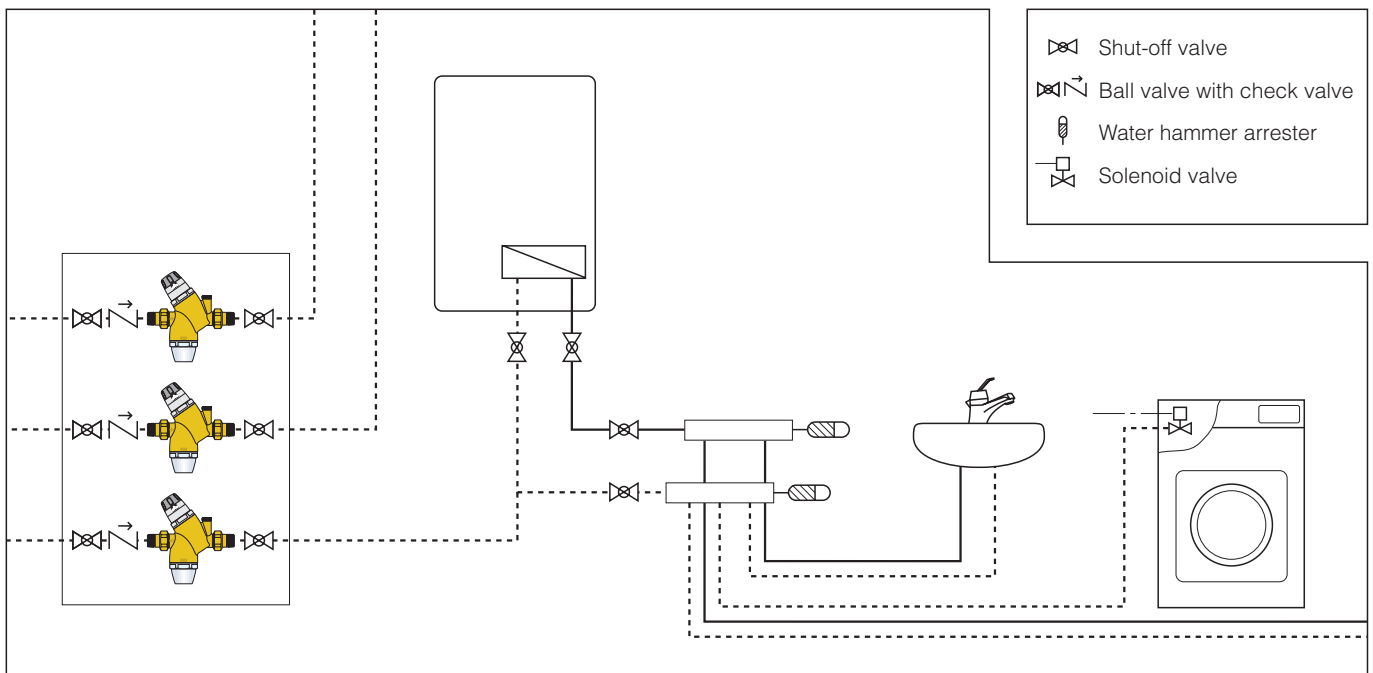 Shut-off valve
Ball valve with check valve
Water hammer arrester
Solenoid valve